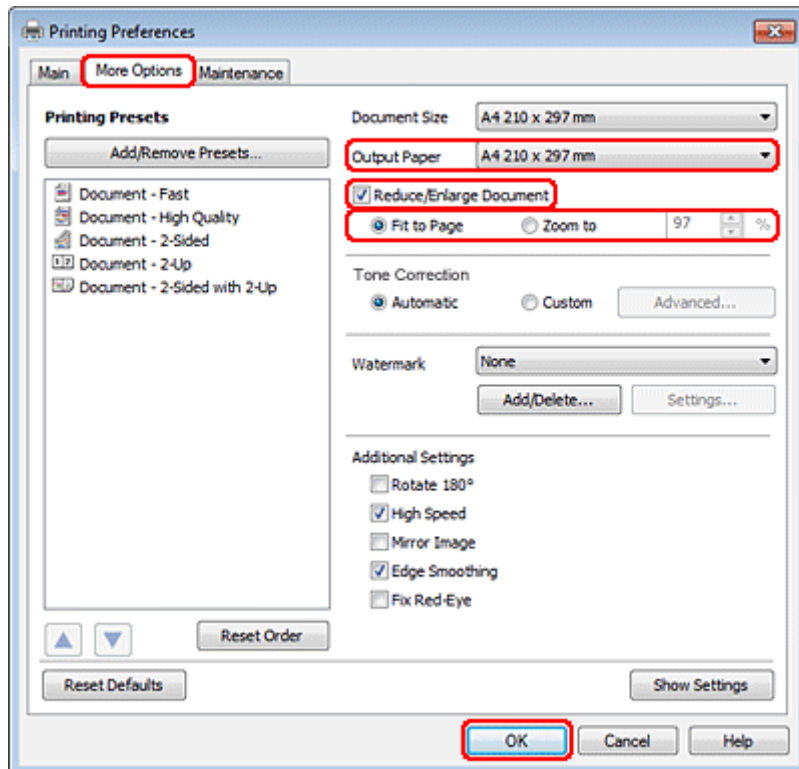 Printing Preferences
Main More Options Maintenance
Printing Presets
Add/Remove Presets...
Document - Fast
Document - High Quality
Document - 2-Sided
Document - 2-Up
Document - 2-Sided with 2-Up
Reset Order
Document Size A4 210 x 297 mm
Output Paper A4 210 x 297 mm
Reduce/Enlarge Document
Fit to Page Zoom to 97 %
Tone Correction
Automatic Custom Advanced...
Watermark None
Add/Delete... Settings...
Additional Settings
Rotate 180°
High Speed
Mirror Image
Edge Smoothing
Fix Red-Eye
Reset Defaults Show Settings
OK Cancel Help